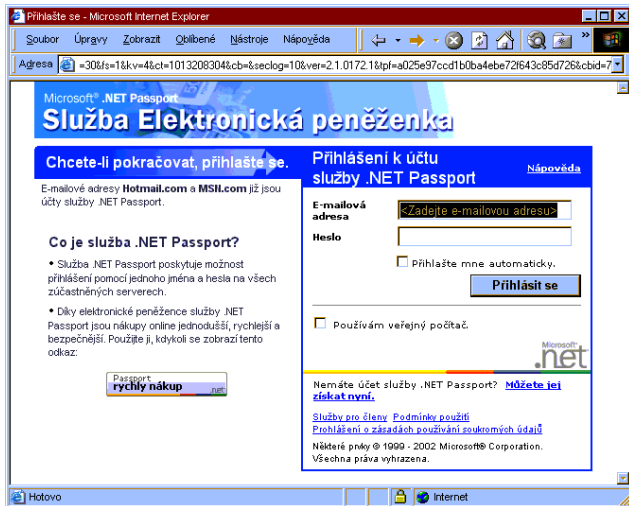 Přihlašte se - Microsoft Internet Explorer
Soubor Úpravy Zobrazit Oblíbené Nástroje Nápověda »
Adresa =30&fs=1&kv=4&ct=1013208304&cb=&seclog=10&ver=2.1.0172.1&tpf=a025e97ccd1b0ba4ebe72f643c85d726&cbid=7
Microsoft® .NET Passport
Služba Elektronická peněženka
Chcete-li pokračovat, přihlašte se.
E-mailové adresy Hotmail.com a MSN.com již jsou
účty služby .NET Passport.
Co je služba .NET Passport?
• Služba .NET Passport poskytuje možnost
přihlášení pomocí jednoho jména a hesla na všech
zúčastněných serverech.
• Díky elektronické peněžence služby .NET
Passport jsou nákupy online jednodušší, rychlejší a
bezpečnější. Použijte ji, kdykoli se zobrazí tento
odkaz:
Passport
rychlý nákup .net
Přihlášení k účtu
služby .NET Passport Nápověda
E-mailová
adresa <Zadejte e-mailovou adresu>
Heslo
Přihlašte mne automaticky.
Přihlásit se
Používám veřejný počítač.
Microsoft®
.net
Nemáte účet služby .NET Passport? Můžete jej
získat nyní.
Služby pro členy Podmínky použití
Prohlášení o zásadách používání soukromých údajů
Některé prvky © 1999 - 2002 Microsoft® Corporation.
Všechna práva vyhrazena.
Hotovo Internet